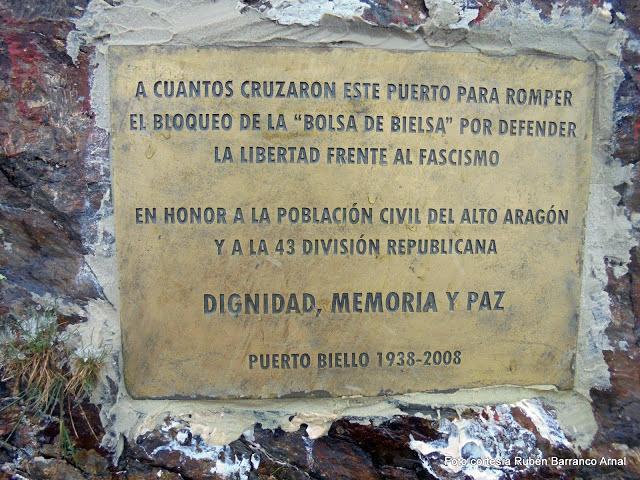 A CUANTOS CRUZARON ESTE PUERTO PARA ROMPER
EL BLOQUEO DE LA “BOLSA DE BIELSA” POR DEFENDER
LA LIBERTAD FRENTE AL FASCISMO
EN HONOR A LA POBLACIÓN CIVIL DEL ALTO ARAGÓN
Y A LA 43 DIVISIÓN REPUBLICANA
DIGNIDAD, MEMORIA Y PAZ
PUERTO BIELLO 1938-2008
Foto cortesía Rubén Barranco Arnal